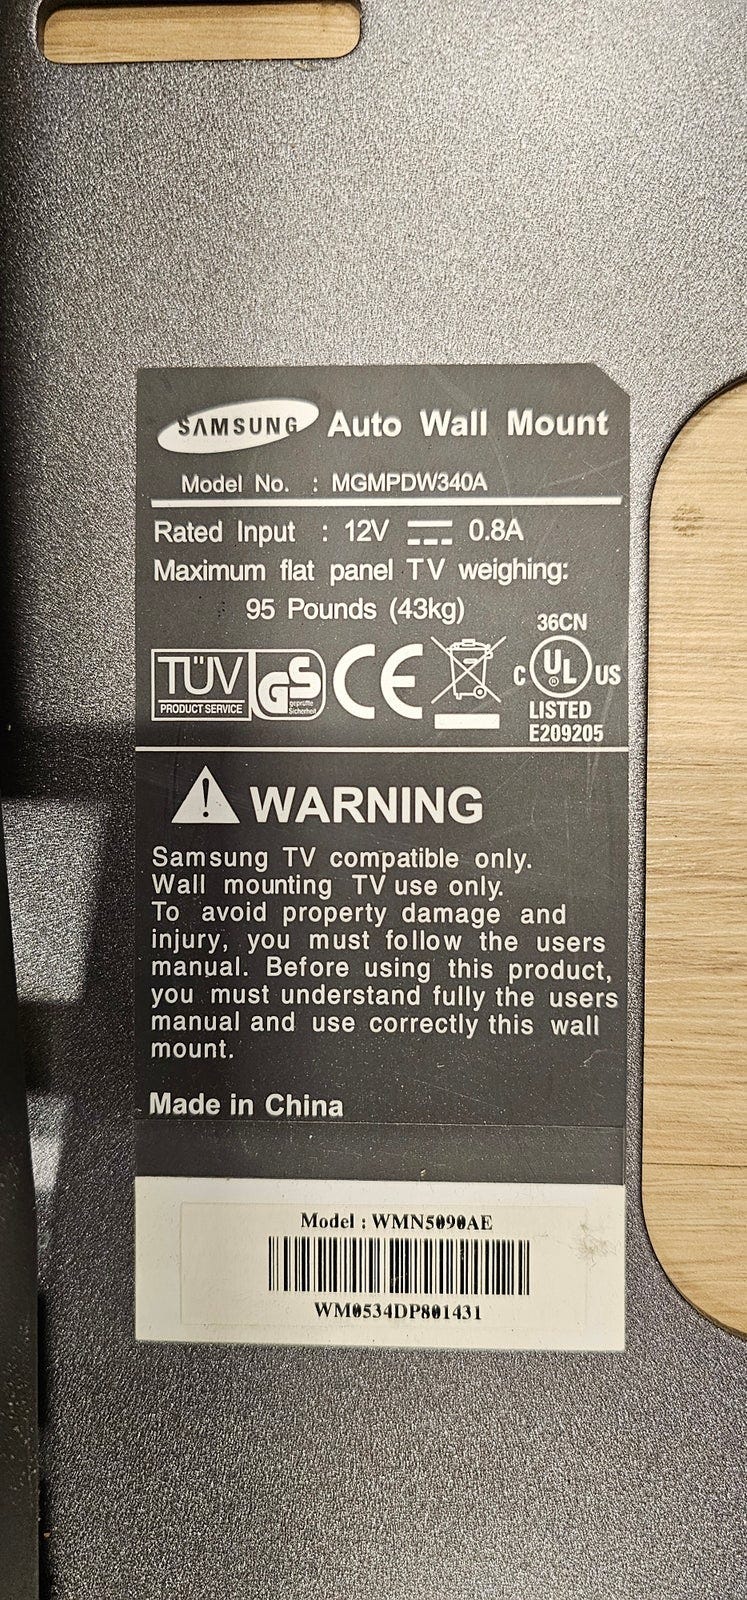 SAMSUNG Auto Wall Mount
Model No. : MGMPDW340A
Rated Input : 12V 0.8A
Maximum flat panel TV weighing:
95 Pounds (43kg)
36CN
TÜV
PRODUCT SERVICE
GS
geprüfte
Sicherheit
CE
C UL ® US
LISTED
E209205
! WARNING
Samsung TV compatible only.
Wall mounting TV use only.
To avoid property damage and
injury, you must follow the users
manual. Before using this product,
you must understand fully the users
manual and use correctly this wall
mount.
Made in China
Model : WMN5090AE
WM0534DP801431